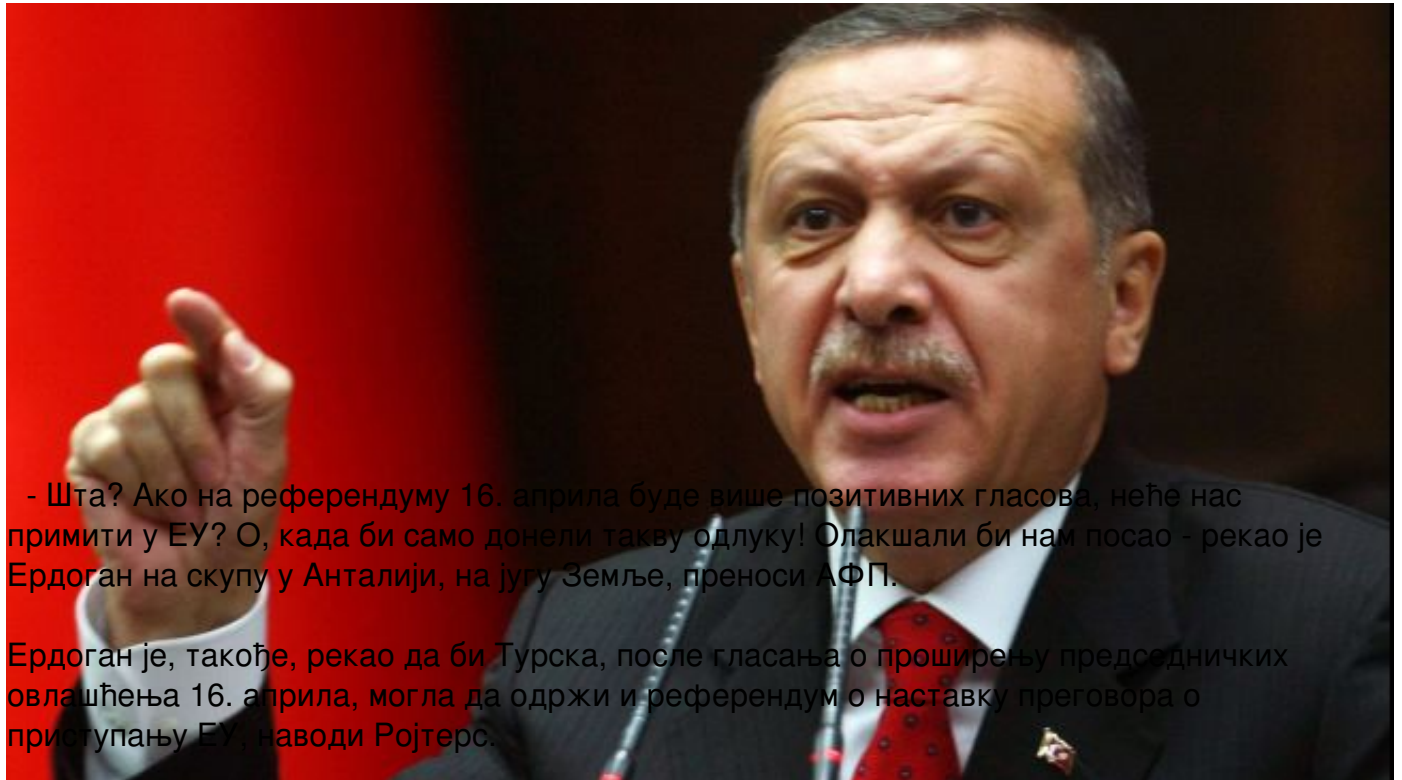 - Шта? Ако на референдуму 16. априла буде више позитивних гласова, неће нас
примити у ЕУ? О, када би само донели такву одлуку! Олакшали би нам посао - рекао је
Ердоган на скупу у Анталији, на југу Земље, преноси АФП.
Ердоган је, такође, рекао да би Турска, после гласања о проширењу председничких
овлашћења 16. априла, могла да одржи и референдум о наставку преговора о
приступању ЕУ, наводи Ројтерс.